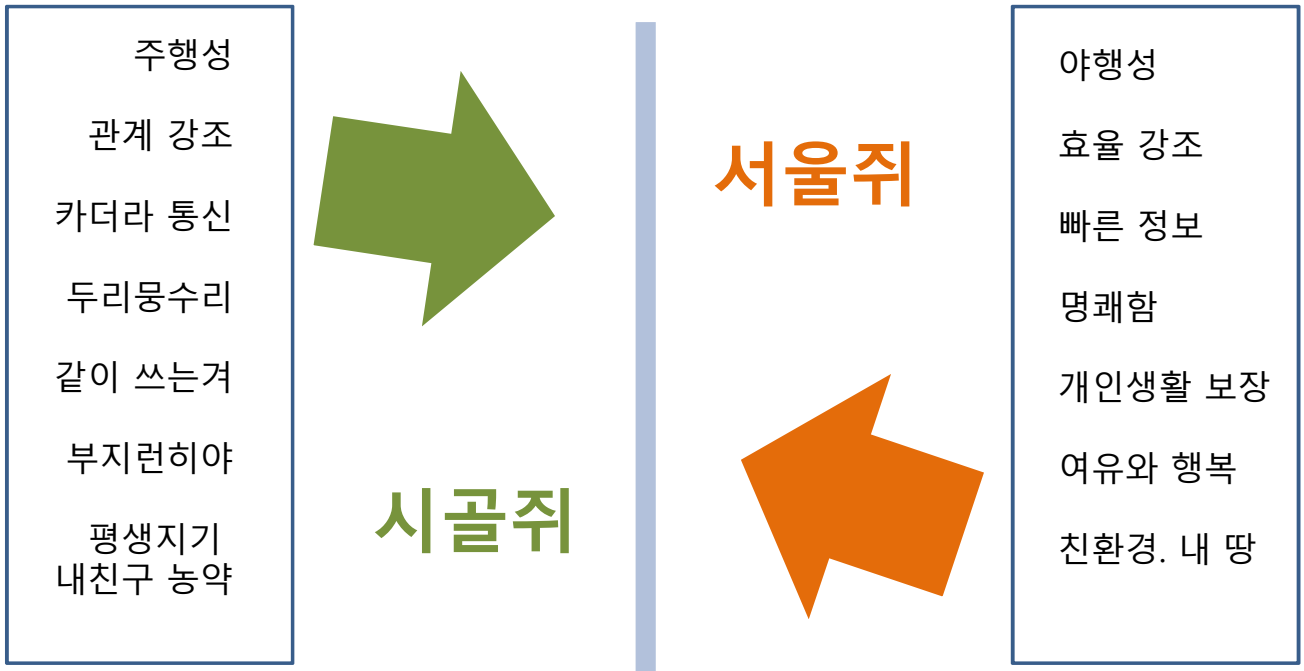 주행성
관계 강조
카더라 통신
두리뭉수리
같이 쓰는겨
부지런히야
평생지기
내친구 농약
시골쥐
서울쥐
야행성
효율 강조
빠른 정보
명쾌함
개인생활 보장
여유와 행복
친환경. 내 땅